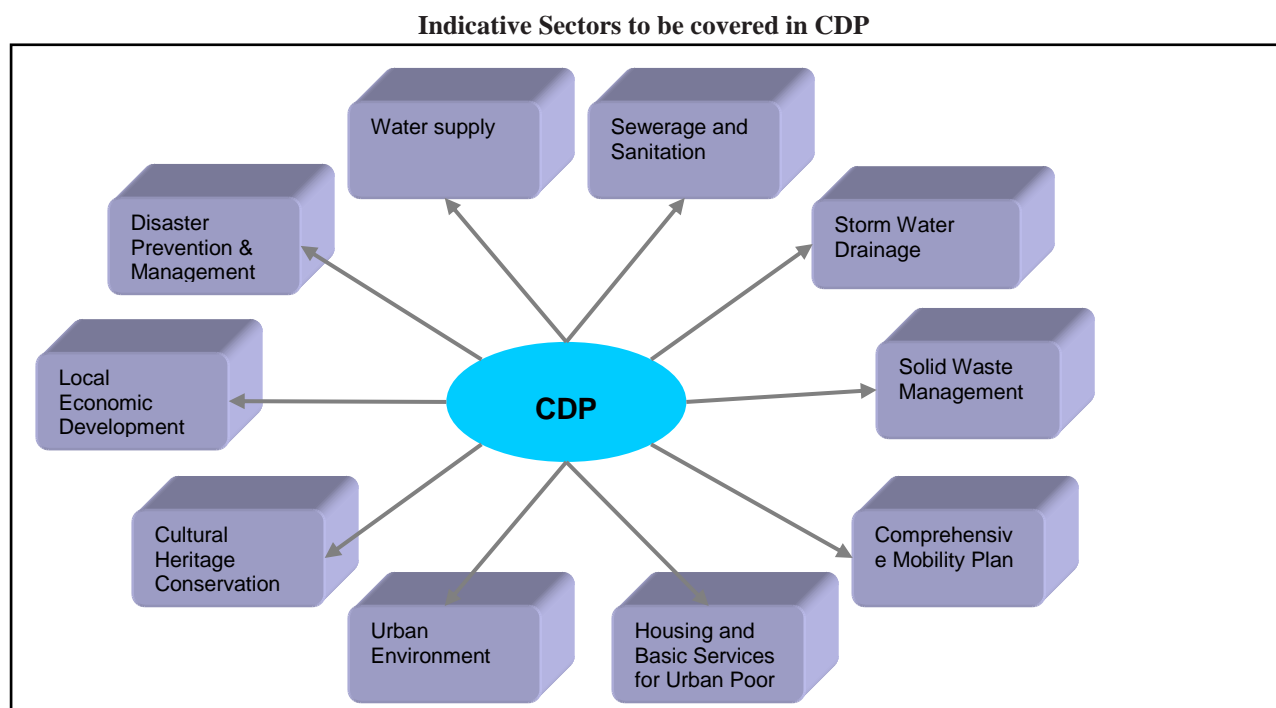 Indicative Sectors to be covered in CDP
Water supply
Sewerage and
Sanitation
Disaster
Prevention &
Management
Storm Water
Drainage
Local
Economic
Development
CDP
Solid Waste
Management
Cultural
Heritage
Conservation
Comprehensiv
e Mobility Plan
Urban
Environment
Housing and
Basic Services
for Urban Poor